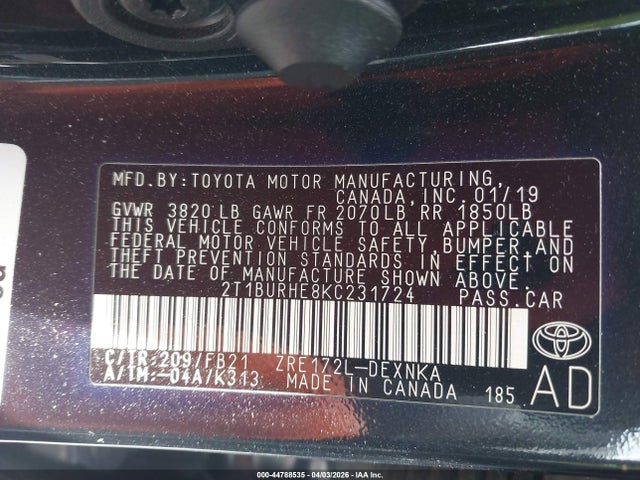 MFD.BY:TOYOTA MOTOR MANUFACTURING,
CANADA, INC. 01/19
GVWR 3820 LB GAWR FR 2070LB RR 1850LB
THIS VEHICLE CONFORMS TO ALL APPLICABLE
FEDERAL MOTOR VEHICLE SAFETY, BUMPER, AND
THEFT PREVENTION STANDARDS IN EFFECT ON
THE DATE OF MANUFACTURE SHOWN ABOVE.
2T1BURHE8KC231724 PASS.CAR
C/TR:209/FB21 ZRE172L-DEXNKA
A/TM:-04A/K313 MADE IN CANADA 185 AD
TOYOTA
000-44788535 - 04/03/2026 - IAA Inc.